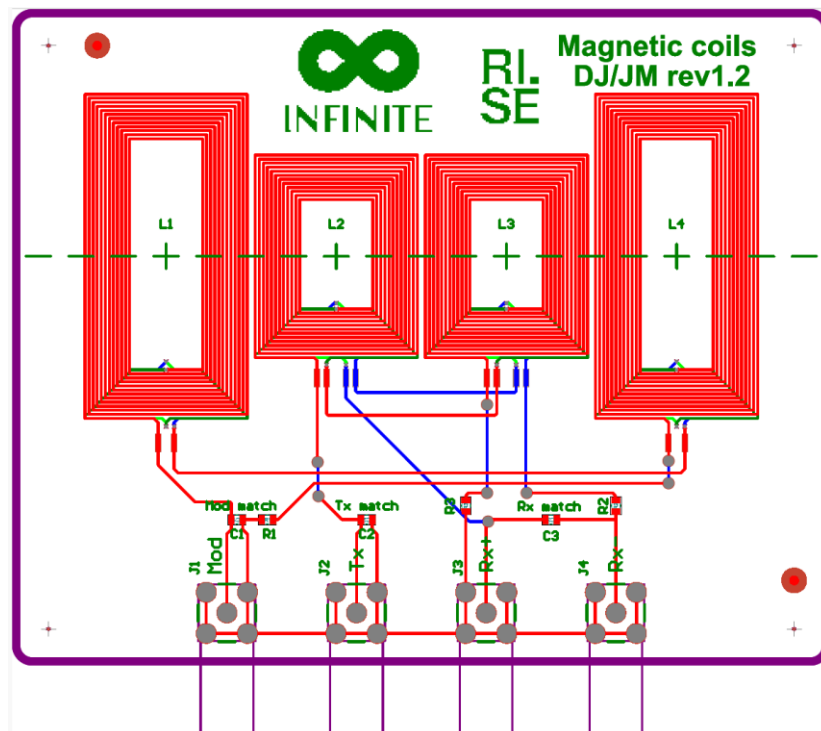 Magnetic coils
DJ/JM rev1.2
INFINITE
RI.
SE
L1
L2
L3
L4
Mod match
Tx match
R3
Rx match
R2
C1
R1
C2
C3
J1
Mod
J2
Tx
J3
Rx+
J4
Rx-